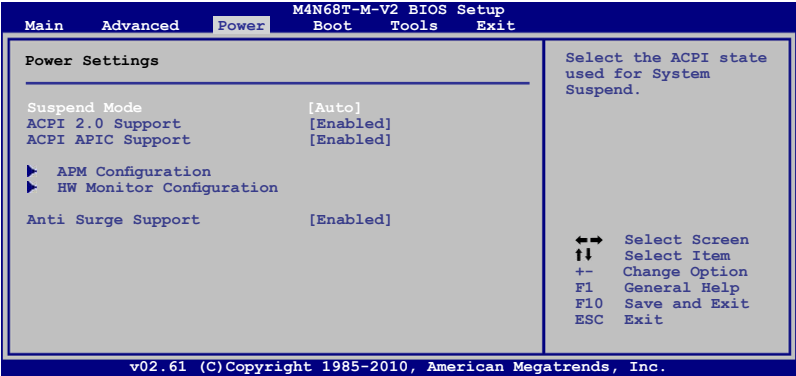 M4N68T-M-V2 BIOS Setup
Main Advanced Power Boot Tools Exit
Power Settings
Suspend Mode [Auto]
ACPI 2.0 Support [Enabled]
ACPI APIC Support [Enabled]
APM Configuration
HW Monitor Configuration
Anti Surge Support [Enabled]
Select the ACPI state
used for System
Suspend.
←→ Select Screen
↑↓ Select Item
+- Change Option
F1 General Help
F10 Save and Exit
ESC Exit
v02.61 (C)Copyright 1985-2010, American Megatrends, Inc.